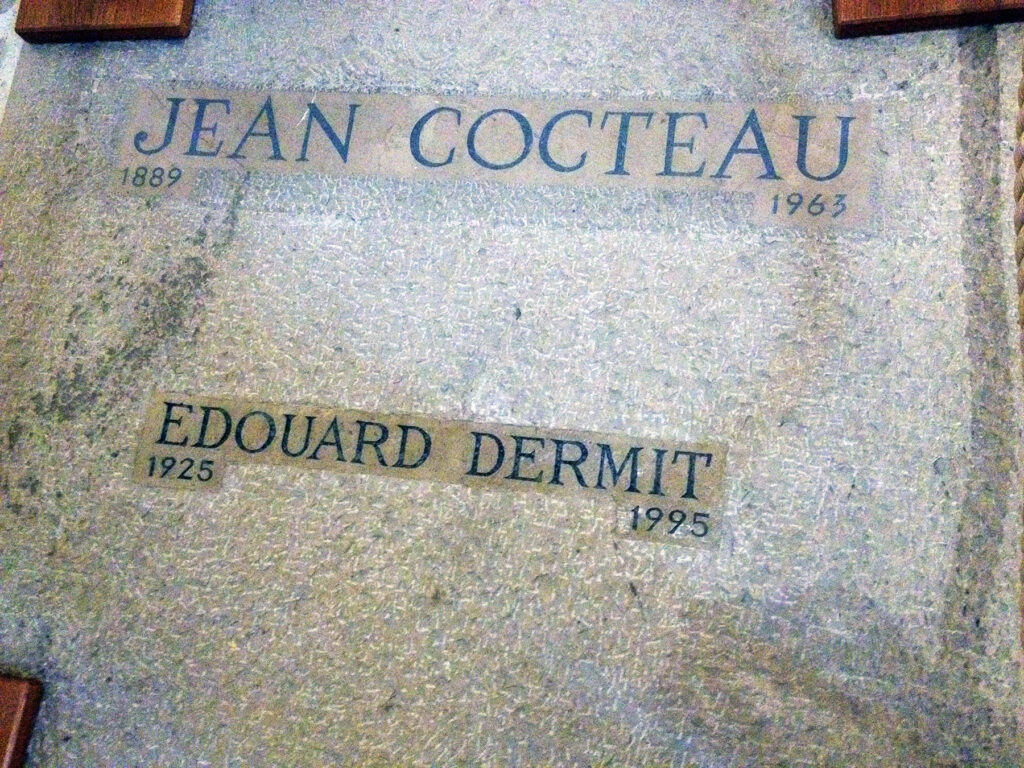 JEAN COCTEAU
1889 1963
EDOUARD DERMIT
1925 1995